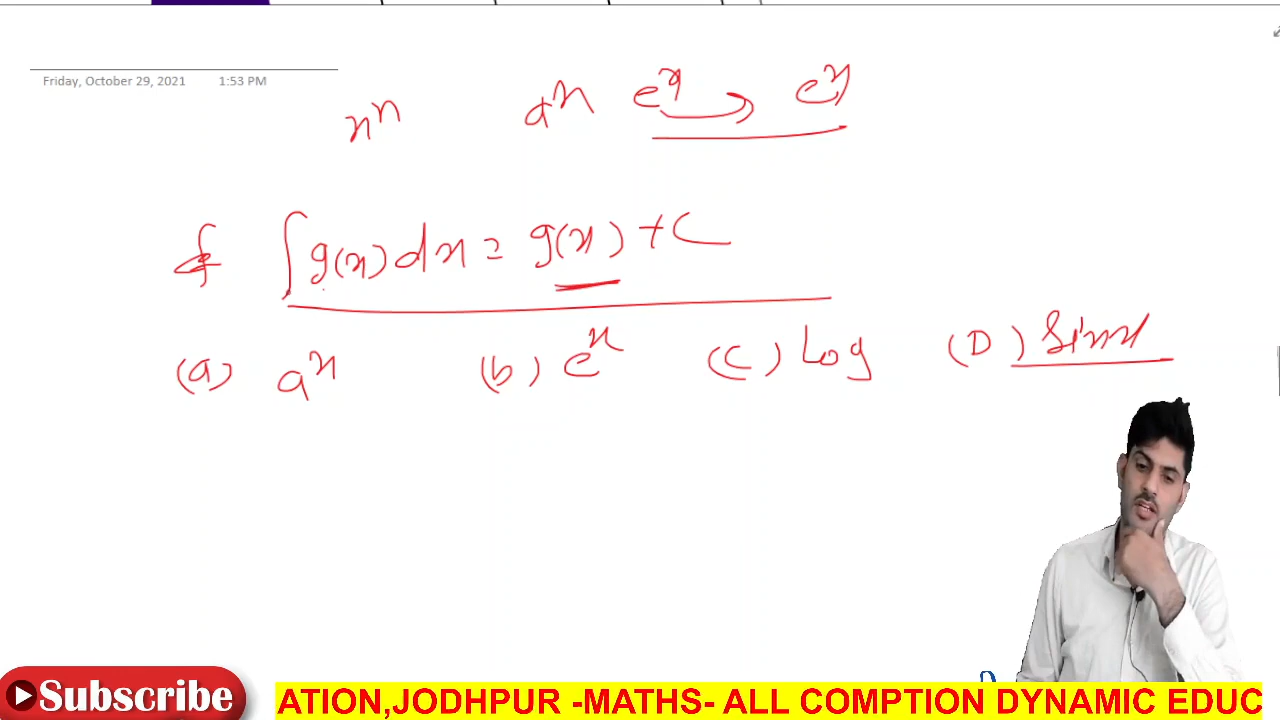 Friday, October 29, 2021 1:53 PM
xⁿ aˣ eˣ eˣ
If ∫g(x)dx = g(x) + C
(a) aˣ (b) eˣ (C) Log (D) Sinx
Subscribe
ATION,JODHPUR -MATHS- ALL COMPTION DYNAMIC EDUC